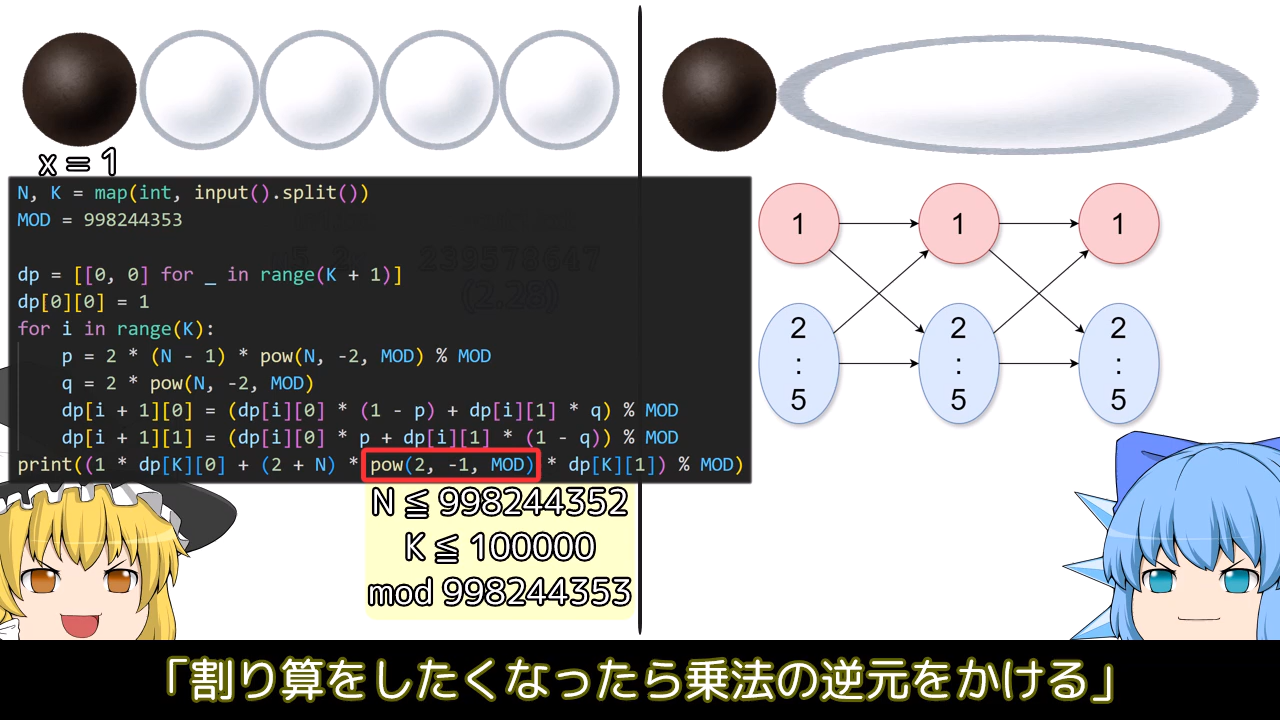 x = 1
N, K = map(int, input().split())
MOD = 998244353
239578647
(2.28)
dp = [[0, 0] for _ in range(K + 1)]
dp[0][0] = 1
for i in range(K):
    p = 2 * (N - 1) * pow(N, -2, MOD) % MOD
    q = 2 * pow(N, -2, MOD)
    dp[i + 1][0] = (dp[i][0] * (1 - p) + dp[i][1] * q) % MOD
    dp[i + 1][1] = (dp[i][0] * p + dp[i][1] * (1 - q)) % MOD
print((1 * dp[K][0] + (2 + N) * pow(2, -1, MOD) * dp[K][1]) % MOD)
N ≦ 998244352
K ≦ 100000
mod 998244353
1 1 1
2 2 2
: : :
5 5 5
「割り算をしたくなったら乗法の逆元をかける」